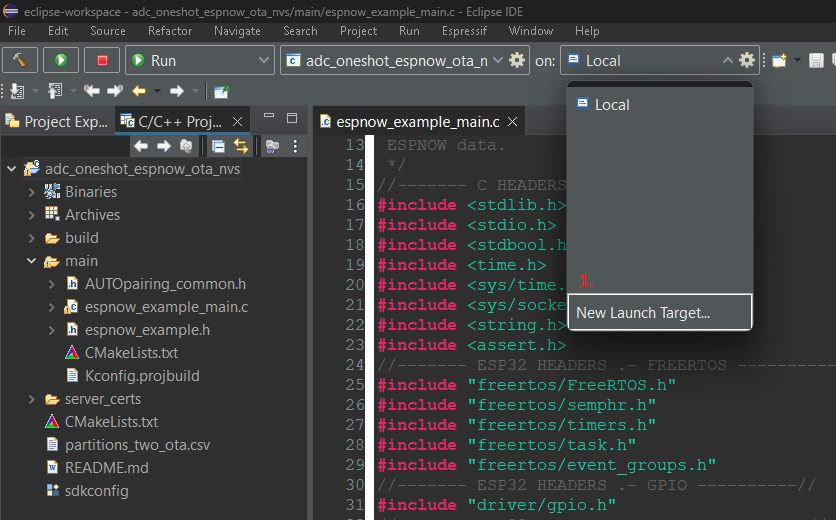 eclipse-workspace - adc_oneshot_espnow_ota_nvs/main/espnow_example_main.c - Eclipse IDE
File Edit Source Refactor Navigate Search Project Run Espressif Window Help
Run adc_oneshot_espnow_ota_n on: Local
Project Exp... C/C++ Proj... espnow_example_main.c
Local
1.
New Launch Target...
adc_oneshot_espnow_ota_nvs
Binaries
Archives
build
main
AUTOpairing_common.h
espnow_example_main.c
espnow_example.h
CMakeLists.txt
Kconfig.projbuild
server_certs
CMakeLists.txt
partitions_two_ota.csv
README.md
sdkconfig
13 ESPNOW data.
14 */
15 //------- C HEADERS
16 #include <stdlib.h>
17 #include <stdio.h>
18 #include <stdbool.h
19 #include <time.h>
20 #include <sys/time.
21 #include <sys/socke
22 #include <string.h>
23 #include <assert.h>
24 //------- ESP32 HEADERS .- FREERTOS ----------
25 #include "freertos/FreeRTOS.h"
26 #include "freertos/semphr.h"
27 #include "freertos/timers.h"
28 #include "freertos/task.h"
29 #include "freertos/event_groups.h"
30 //------- ESP32 HEADERS .- GPIO ----------//
31 #include "driver/gpio.h"